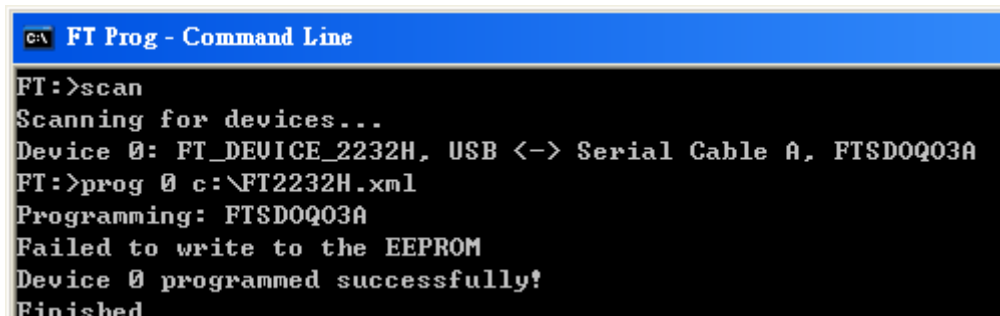 FT Prog - Command Line
FT:>scan
Scanning for devices...
Device 0: FT_DEVICE_2232H, USB <-> Serial Cable A, FTSDOQO3A
FT:>prog 0 c:\FT2232H.xml
Programming: FTSDOQO3A
Failed to write to the EEPROM
Device 0 programmed successfully!
Finished